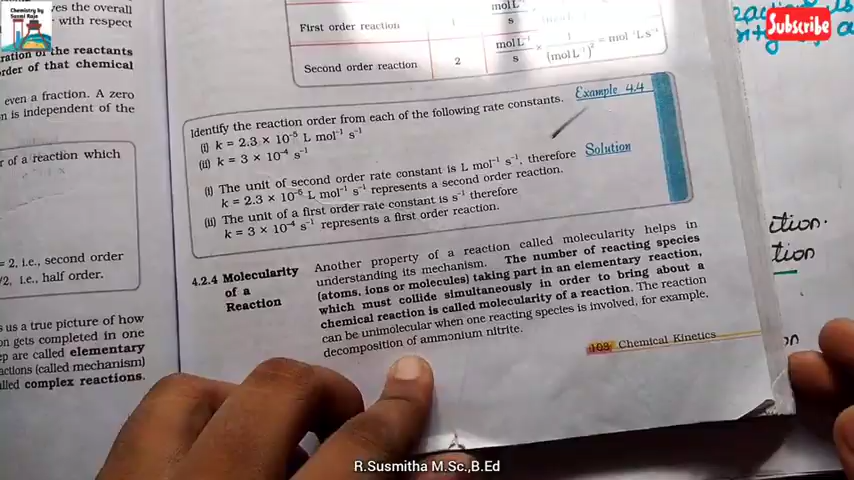 Chemistry by
Susmi Raja
ves the overall
with respect
ration of the reactants
order of that chemical
even a fraction. A zero
n is independent of the
r of a reaction which
= 2, i.e., second order
/2, i.e., half order.
s us a true picture of how
on gets completed in one
ep are called elementary
actions (called mechanism)
lled complex reactions.
First order reaction 1 mol L⁻¹
s
Second order reaction 2 mol L⁻¹/s × 1/(mol L⁻¹)² = mol⁻¹L s⁻¹
Example 4.4
Identify the reaction order from each of the following rate constants.
(i) k = 2.3 × 10⁻⁵ L mol⁻¹ s⁻¹
(ii) k = 3 × 10⁻⁴ s⁻¹
Solution
(i) The unit of second order rate constant is L mol⁻¹ s⁻¹, therefore
k = 2.3 × 10⁻⁵ L mol⁻¹ s⁻¹ represents a second order reaction.
(ii) The unit of a first order rate constant is s⁻¹ therefore
k = 3 × 10⁻⁴ s⁻¹ represents a first order reaction.
4.2.4 Molecularity
of a
Reaction
Another property of a reaction called molecularity helps in
understanding its mechanism. The number of reacting species
(atoms, ions or molecules) taking part in an elementary reaction,
which must collide simultaneously in order to bring about a
chemical reaction is called molecularity of a reaction. The reaction
can be unimolecular when one reacting species is involved, for example,
decomposition of ammonium nitrite.
103 Chemical Kinetics
Subscribe
ction.
tion
on
R.Susmitha M.Sc.,B.Ed